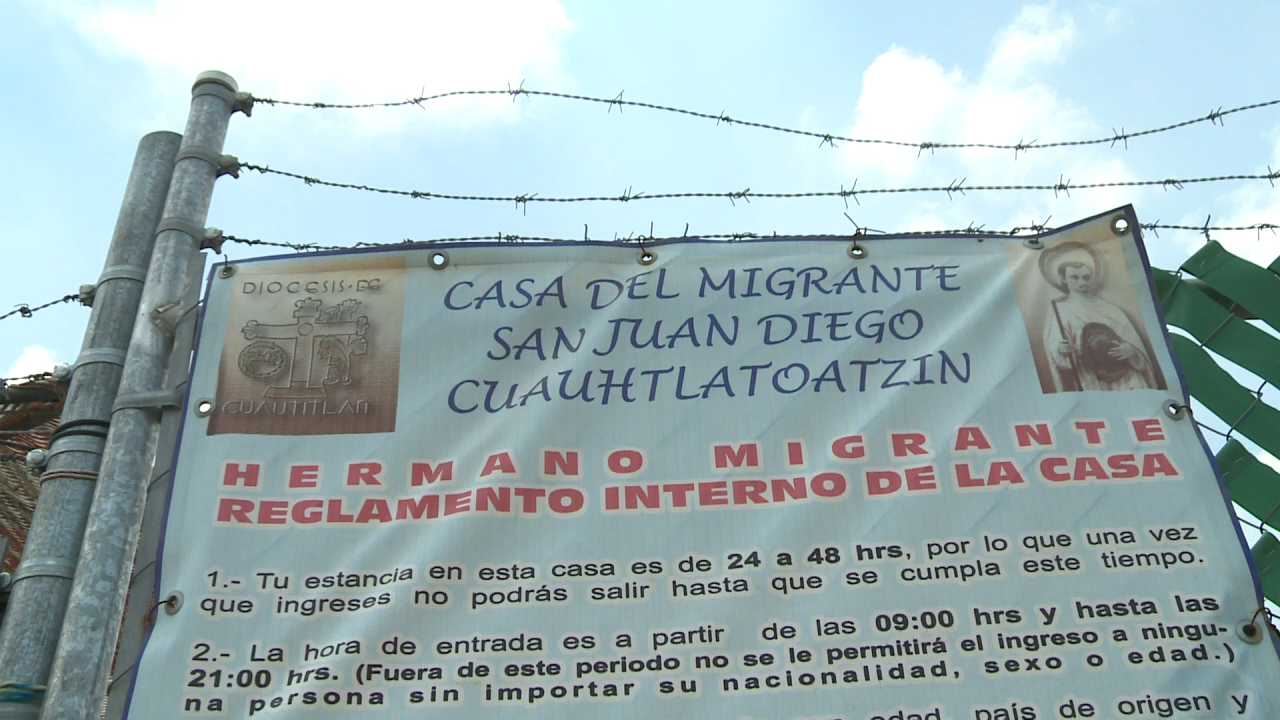 DIOCESIS·DE
CUAUTITLAN
CASA DEL MIGRANTE
SAN JUAN DIEGO
CUAUHTLATOATZIN
HERMANO MIGRANTE
REGLAMENTO INTERNO DE LA CASA
1.- Tu estancia en esta casa es de 24 a 48 hrs, por lo que una vez
que ingreses no podrás salir hasta que se cumpla este tiempo.
2.- La hora de entrada es a partir de las 09:00 hrs y hasta las
21:00 hrs. (Fuera de este periodo no se le permitirá el ingreso a ningu-
na persona sin importar su nacionalidad, sexo o edad.)
edad, país de origen y